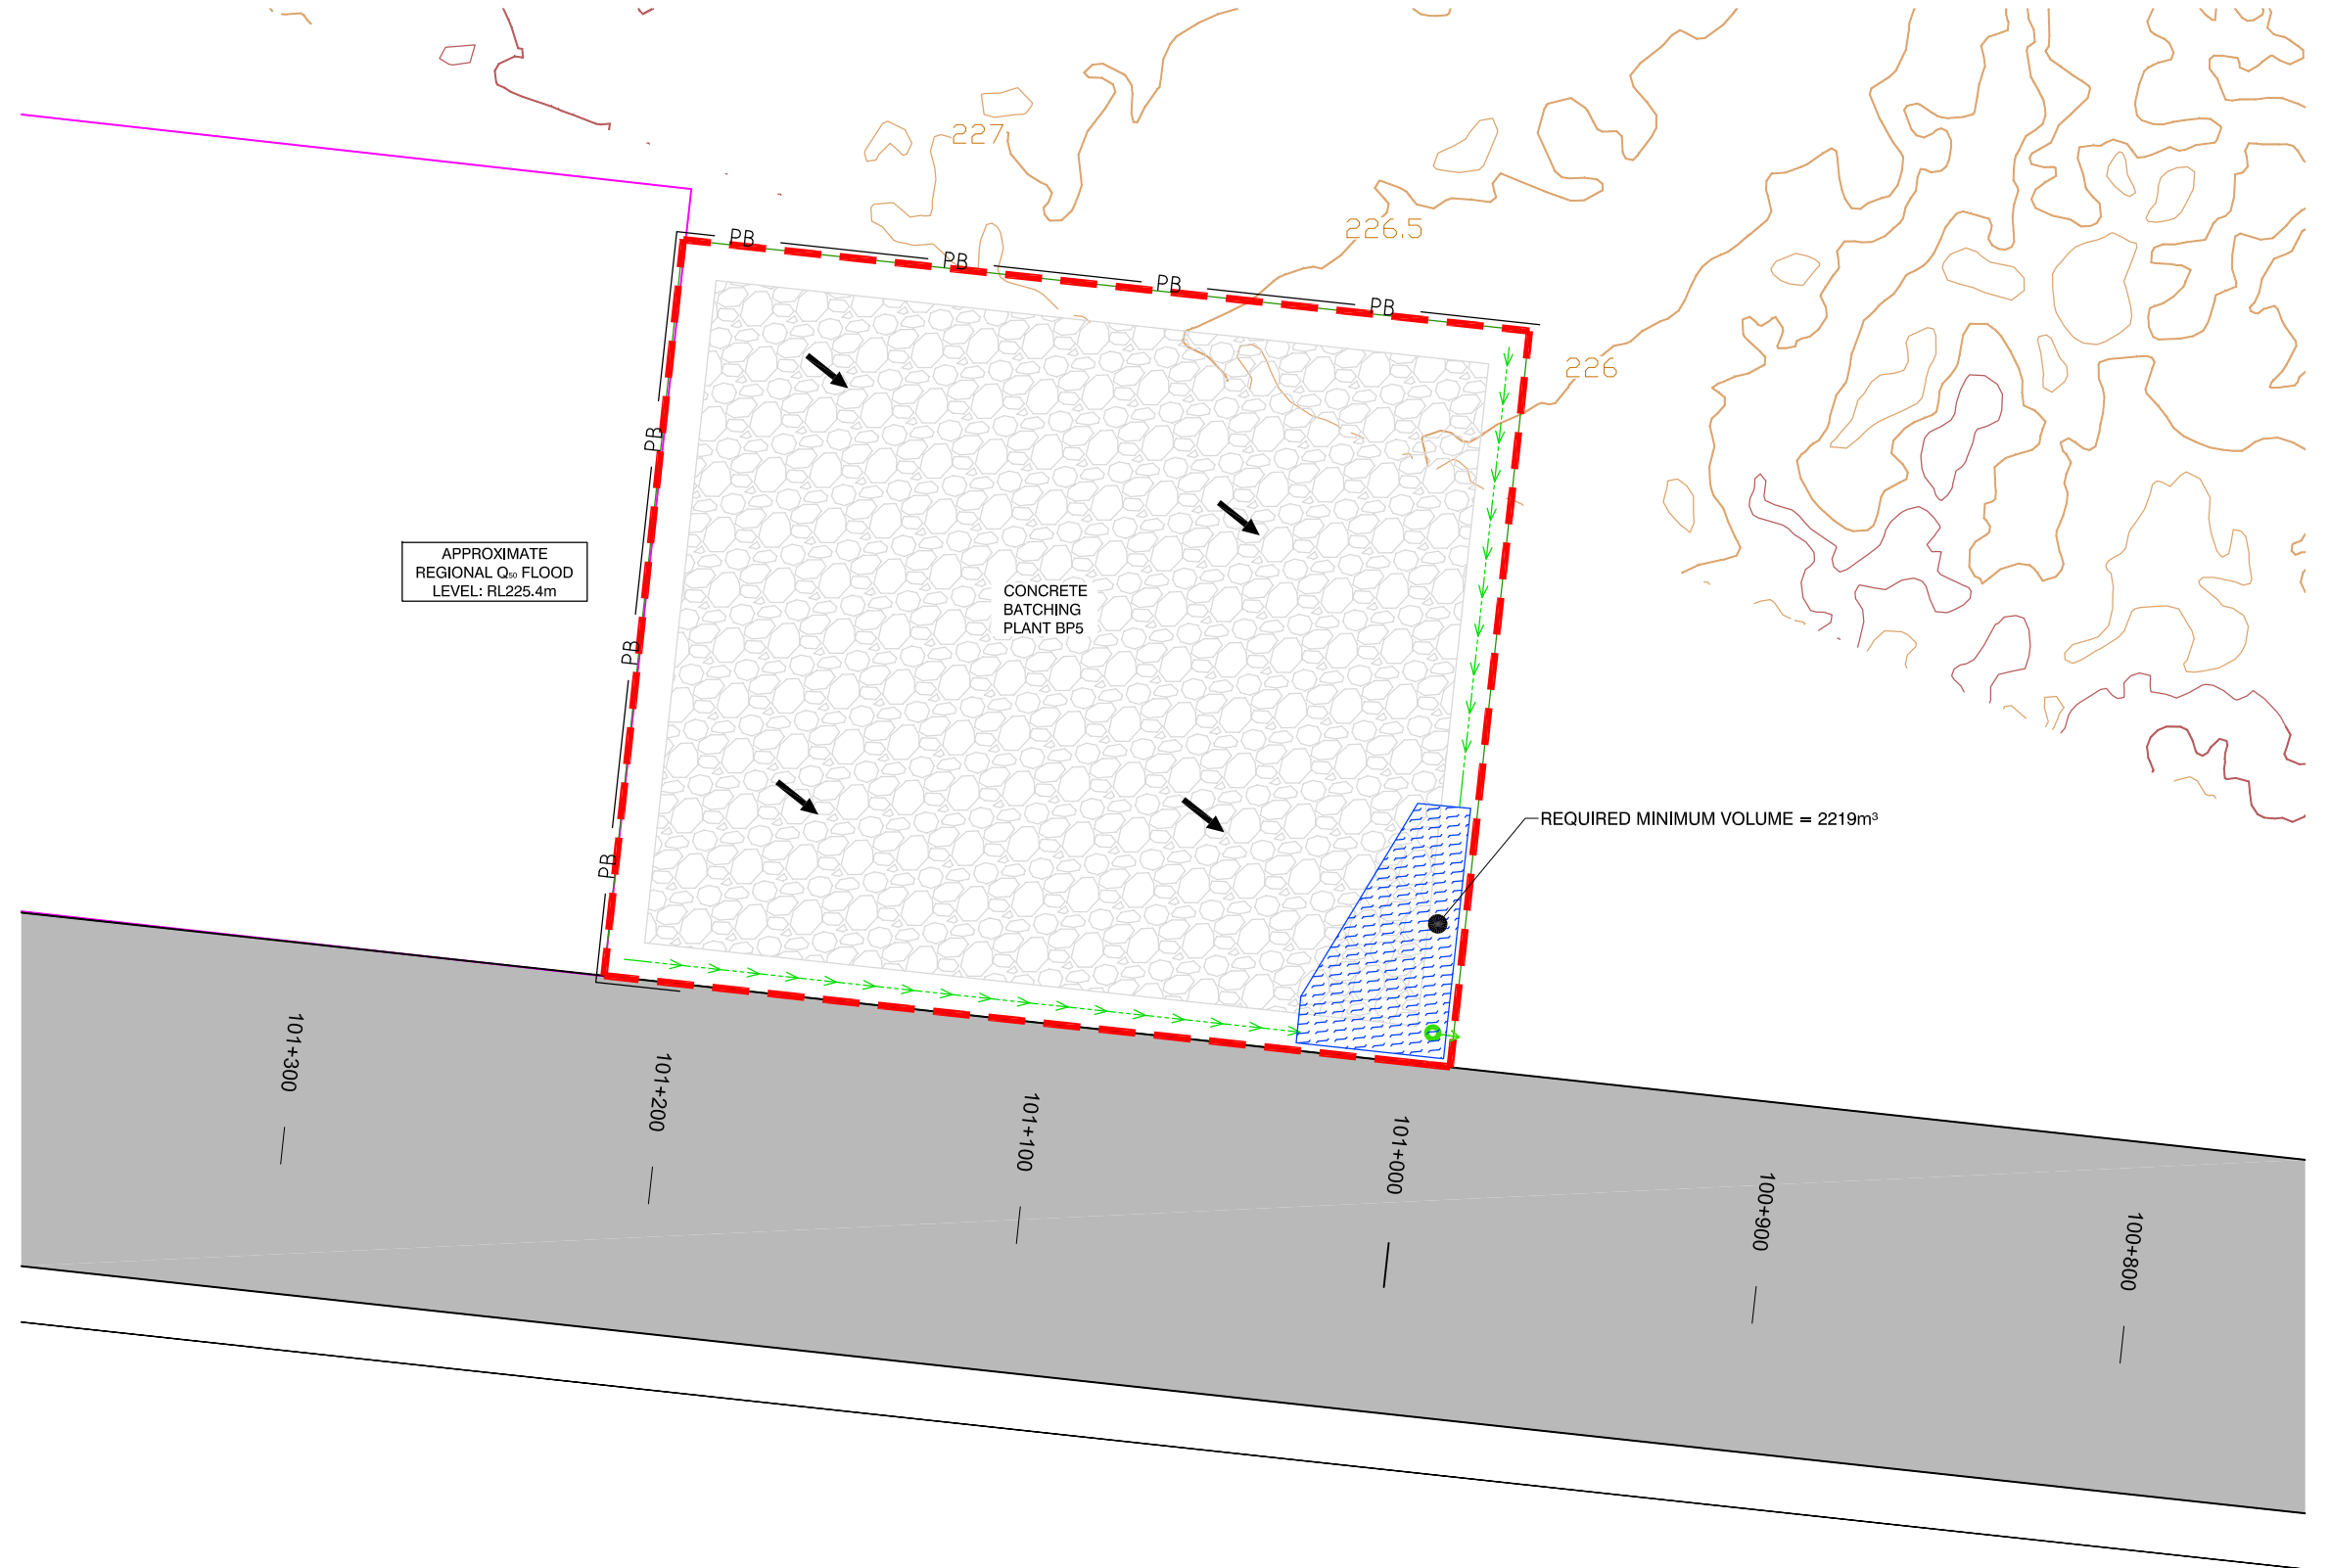 227
226.5
PB
PB
PB
PB
226
PB
APPROXIMATE
REGIONAL Q₅₀ FLOOD
LEVEL: RL225.4m
CONCRETE
BATCHING
PLANT BP5
PB
REQUIRED MINIMUM VOLUME = 2219m³
PB
101+300
101+200
101+100
101+000
100+900
100+800